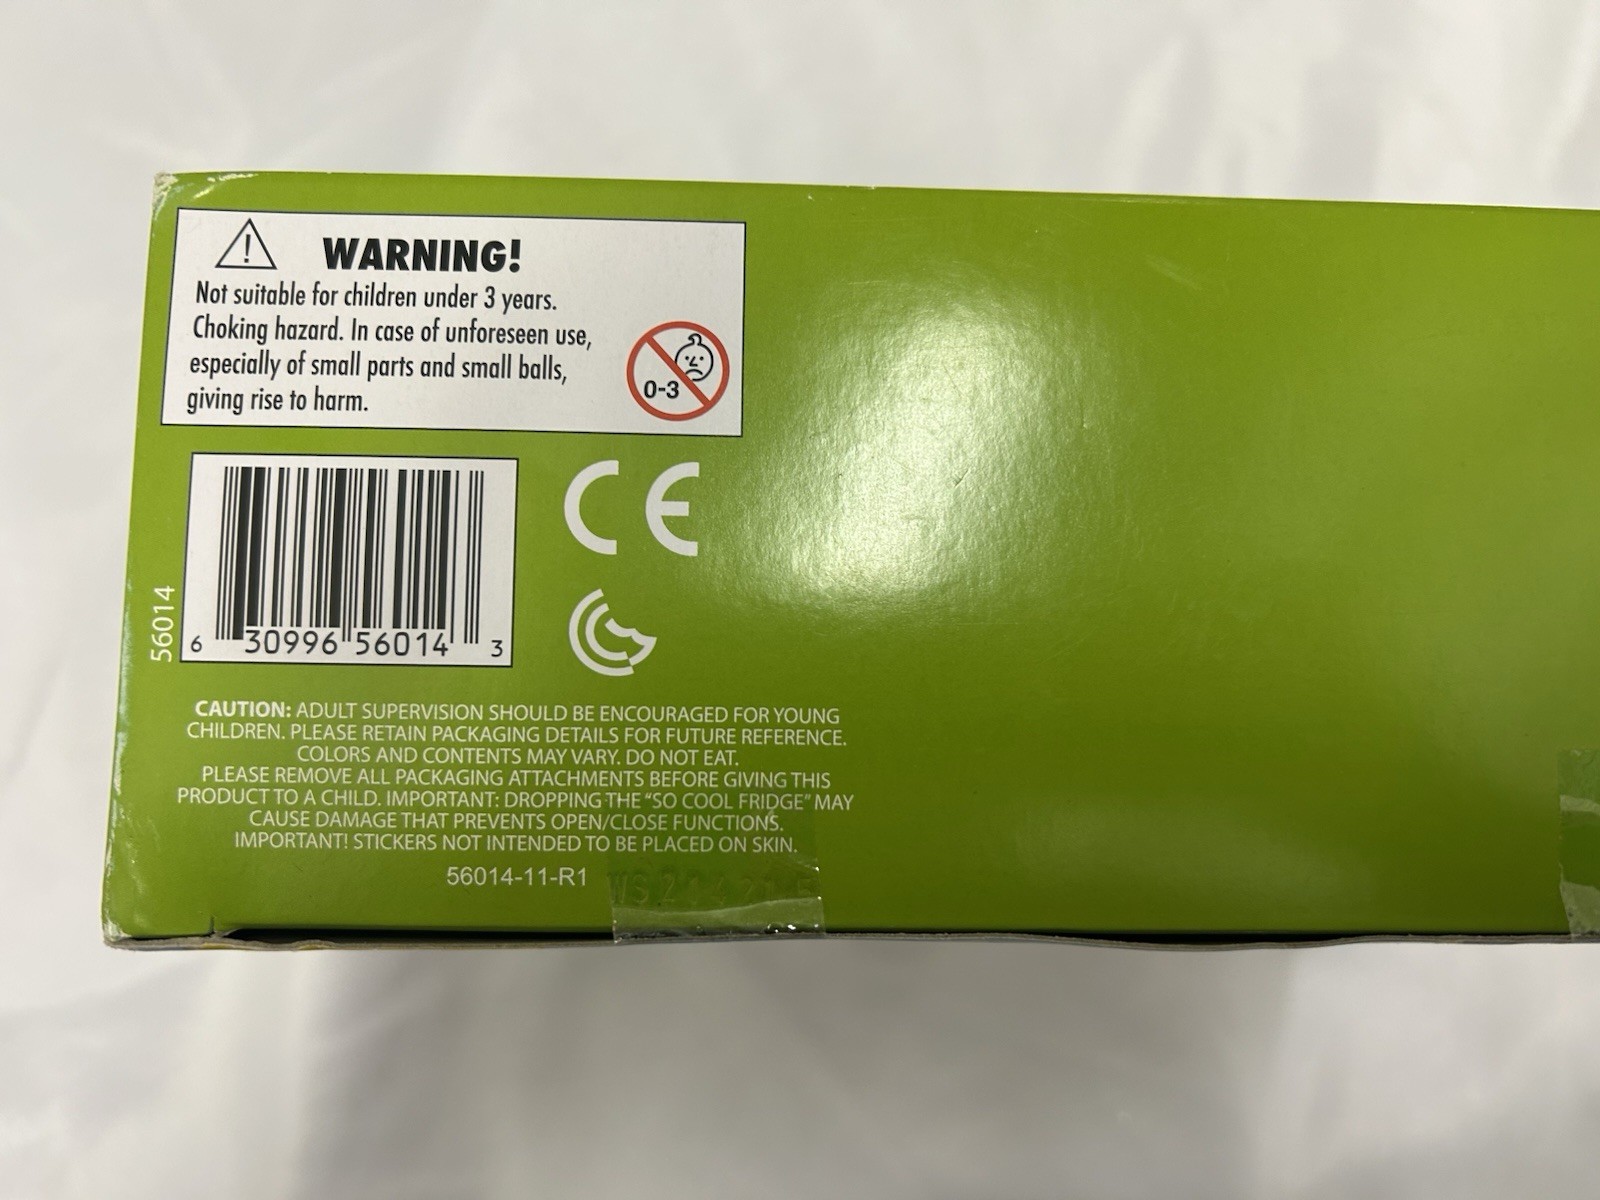 WARNING!
Not suitable for children under 3 years.
Choking hazard. In case of unforeseen use,
especially of small parts and small balls,
giving rise to harm.
0-3
56014
6 30996 56014 3
CE
CAUTION: ADULT SUPERVISION SHOULD BE ENCOURAGED FOR YOUNG
CHILDREN. PLEASE RETAIN PACKAGING DETAILS FOR FUTURE REFERENCE.
COLORS AND CONTENTS MAY VARY. DO NOT EAT.
PLEASE REMOVE ALL PACKAGING ATTACHMENTS BEFORE GIVING THIS
PRODUCT TO A CHILD. IMPORTANT: DROPPING THE "SO COOL FRIDGE" MAY
CAUSE DAMAGE THAT PREVENTS OPEN/CLOSE FUNCTIONS.
IMPORTANT! STICKERS NOT INTENDED TO BE PLACED ON SKIN.
56014-11-R1